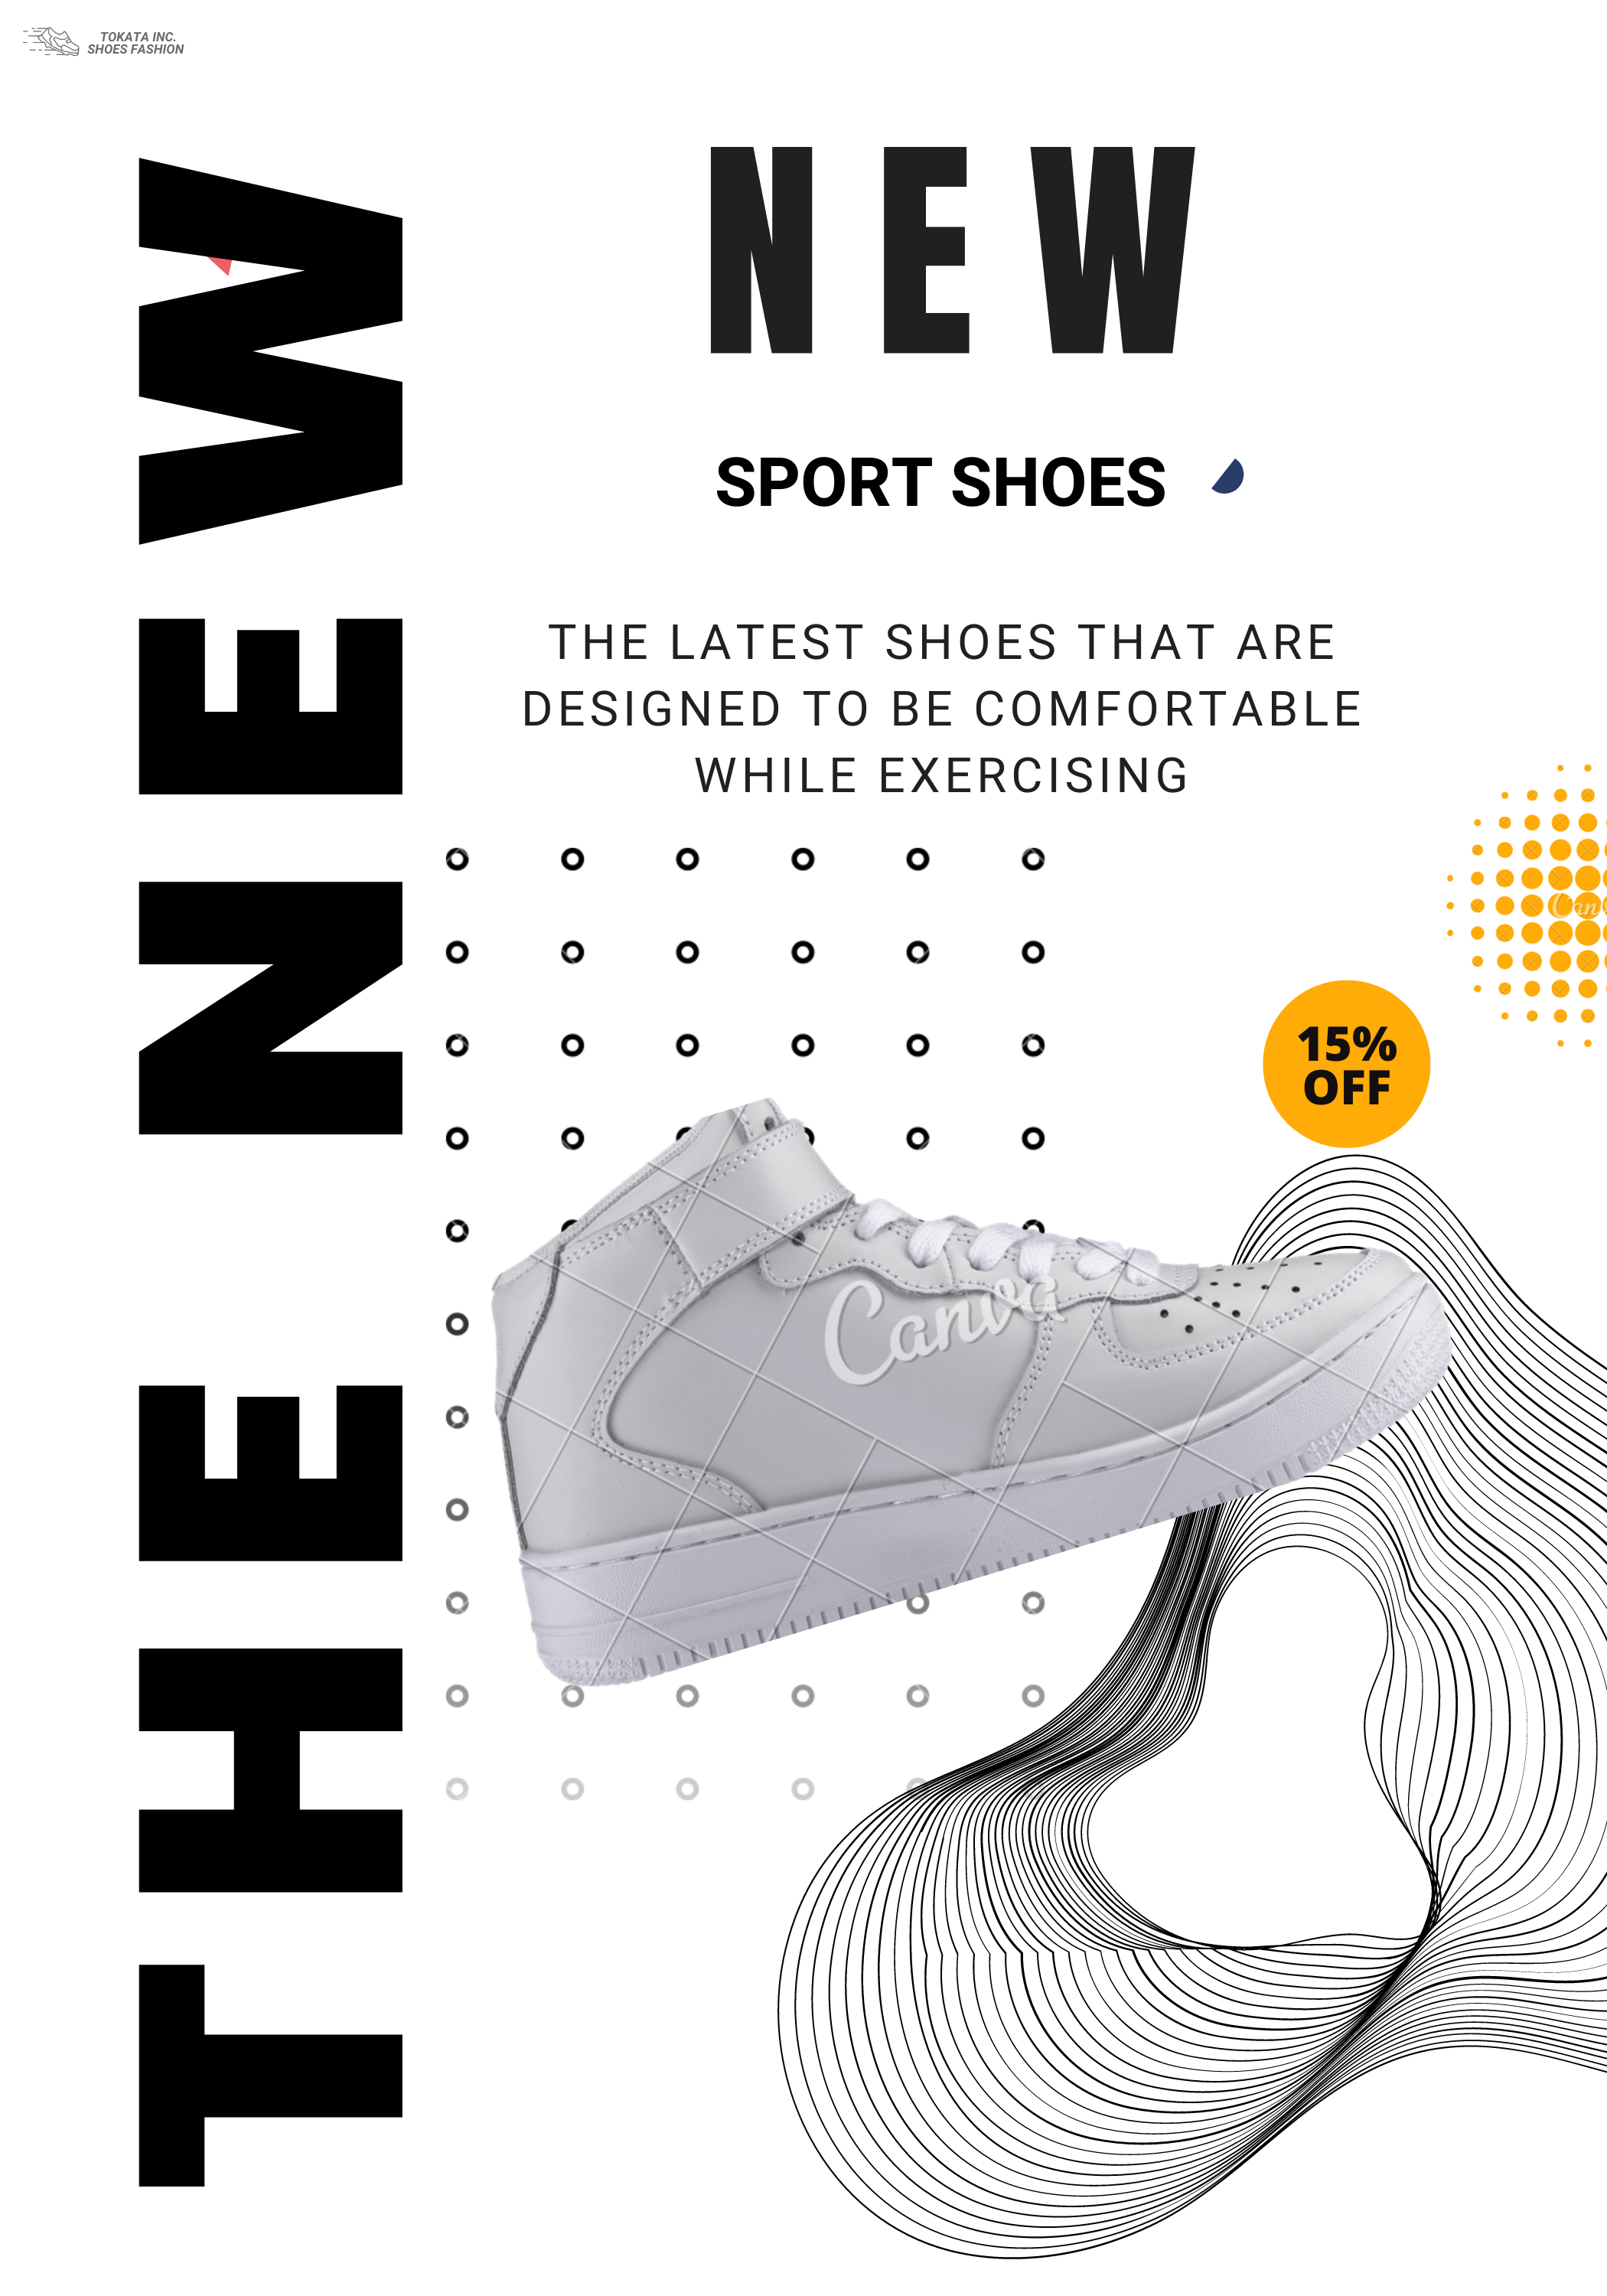 TOKATA INC.
SHOES FASHION
THE NEW
NEW
SPORT SHOES
THE LATEST SHOES THAT ARE
DESIGNED TO BE COMFORTABLE
WHILE EXERCISING
15%
OFF
Canva